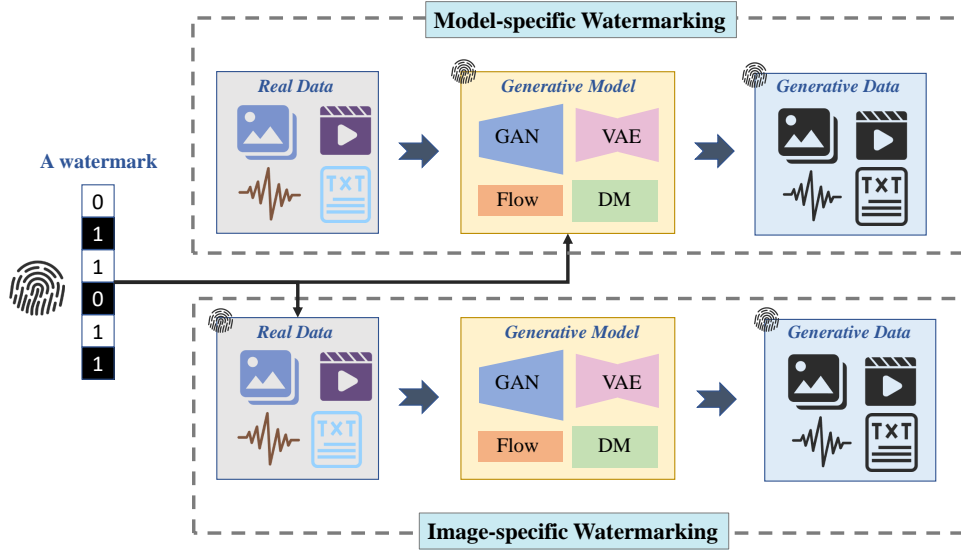 Model-specific Watermarking
Real Data
Generative Model
Generative Data
GAN
VAE
TXT
TXT
Flow
DM
A watermark
0
1
1
0
1
1
Real Data
Generative Model
Generative Data
GAN
VAE
TXT
TXT
Flow
DM
Image-specific Watermarking